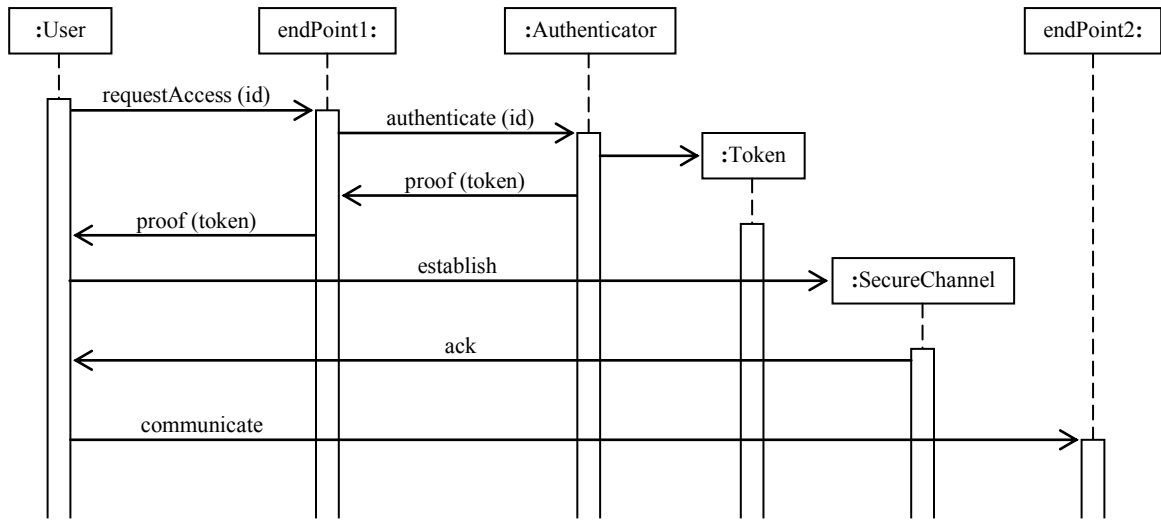 :User
endPoint1:
:Authenticator
endPoint2:
requestAccess (id)
authenticate (id)
:Token
proof (token)
proof (token)
establish
:SecureChannel
ack
communicate